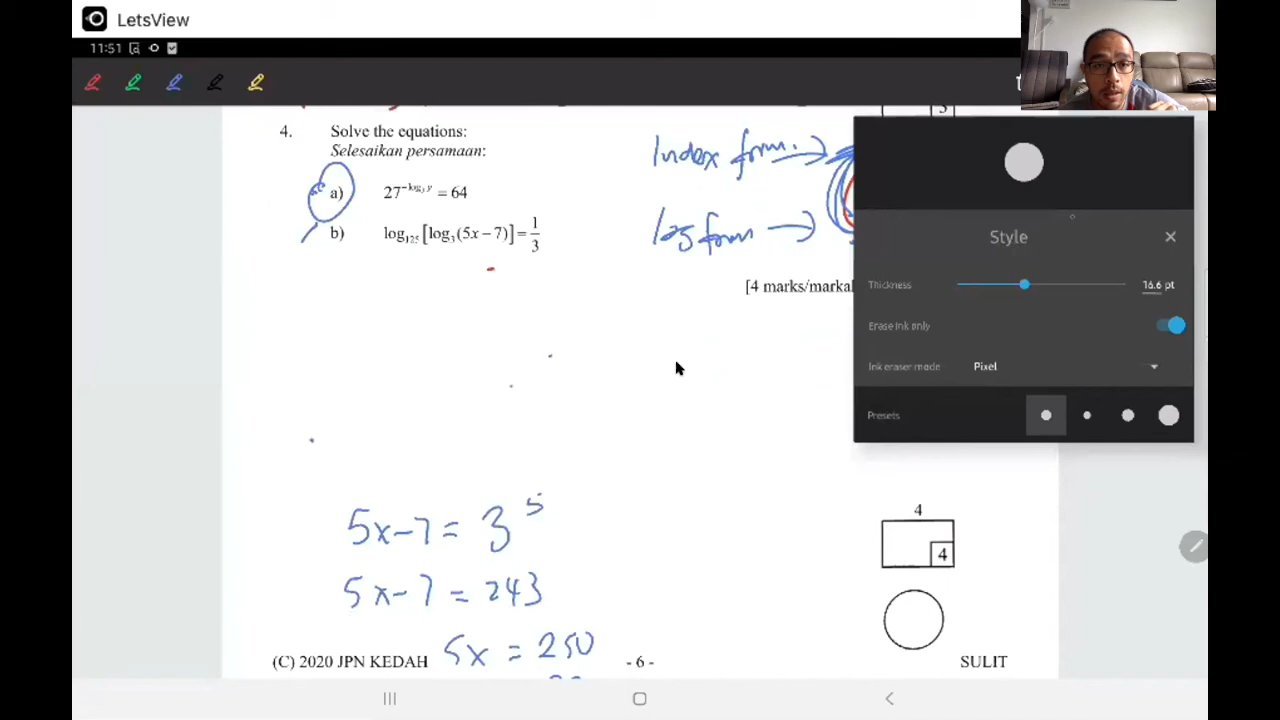 LetsView
11:51
4. Solve the equations:
Selesaikan persamaan:
a) 27^{-log₃ y} = 64
b) log₁₂₅[log₃(5x − 7)] = 1/3
Index form. →
log form →
[4 marks/markah
Style
Thickness 16.6 pt
Erase ink only
Ink eraser mode Pixel
Presets
5x−7 = 3⁵
5x−7 = 243
5x = 250
4
4
(C) 2020 JPN KEDAH
- 6 -
SULIT